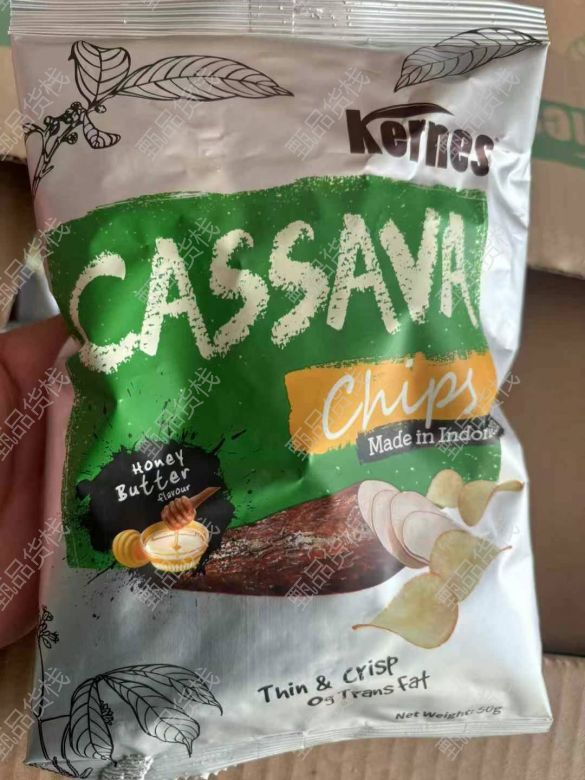 Kernes
CASSAVA
Chips
Made in Indon
Honey
Butter
flavour
Thin & Crisp
0g Trans Fat
Net Weight: 50g
甄品货栈